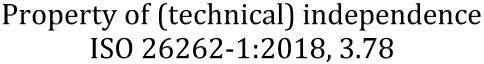 Property of (technical) independence
ISO 26262-1:2018, 3.78